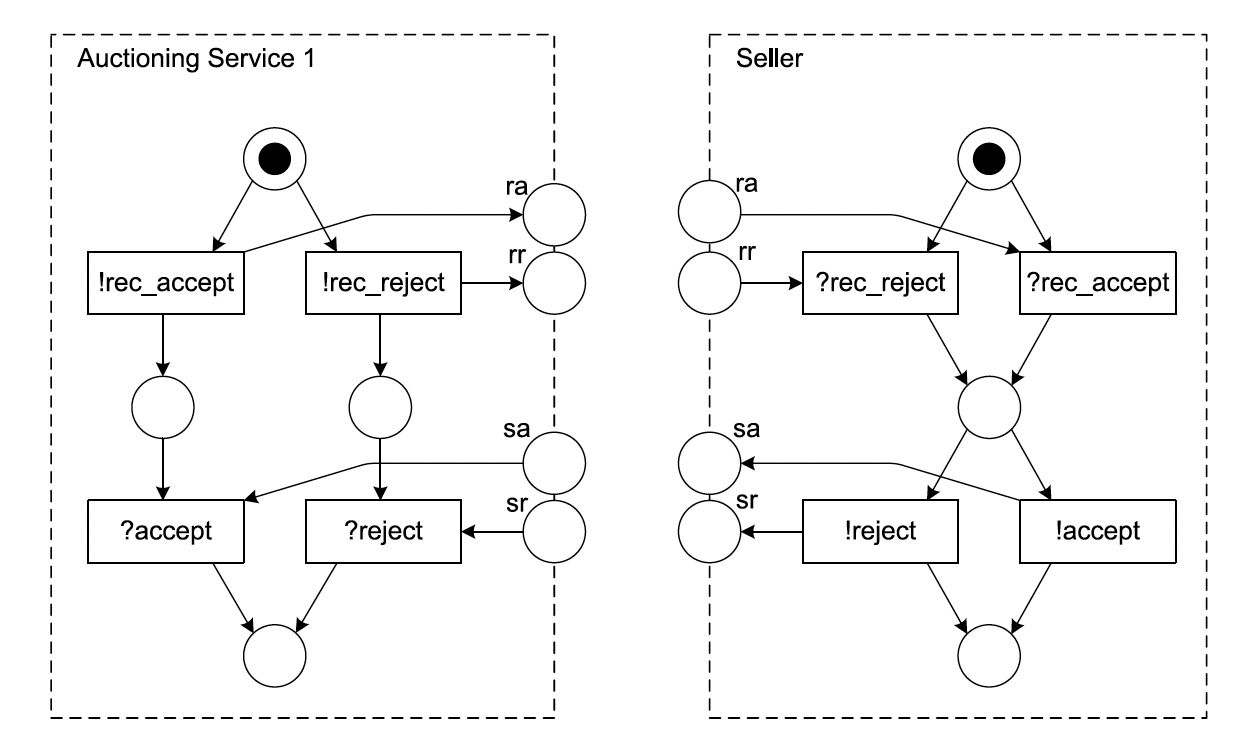 Auctioning Service 1
ra
rr
!rec_accept
!rec_reject
sa
sr
?accept
?reject
Seller
ra
rr
?rec_reject
?rec_accept
sa
sr
!reject
!accept